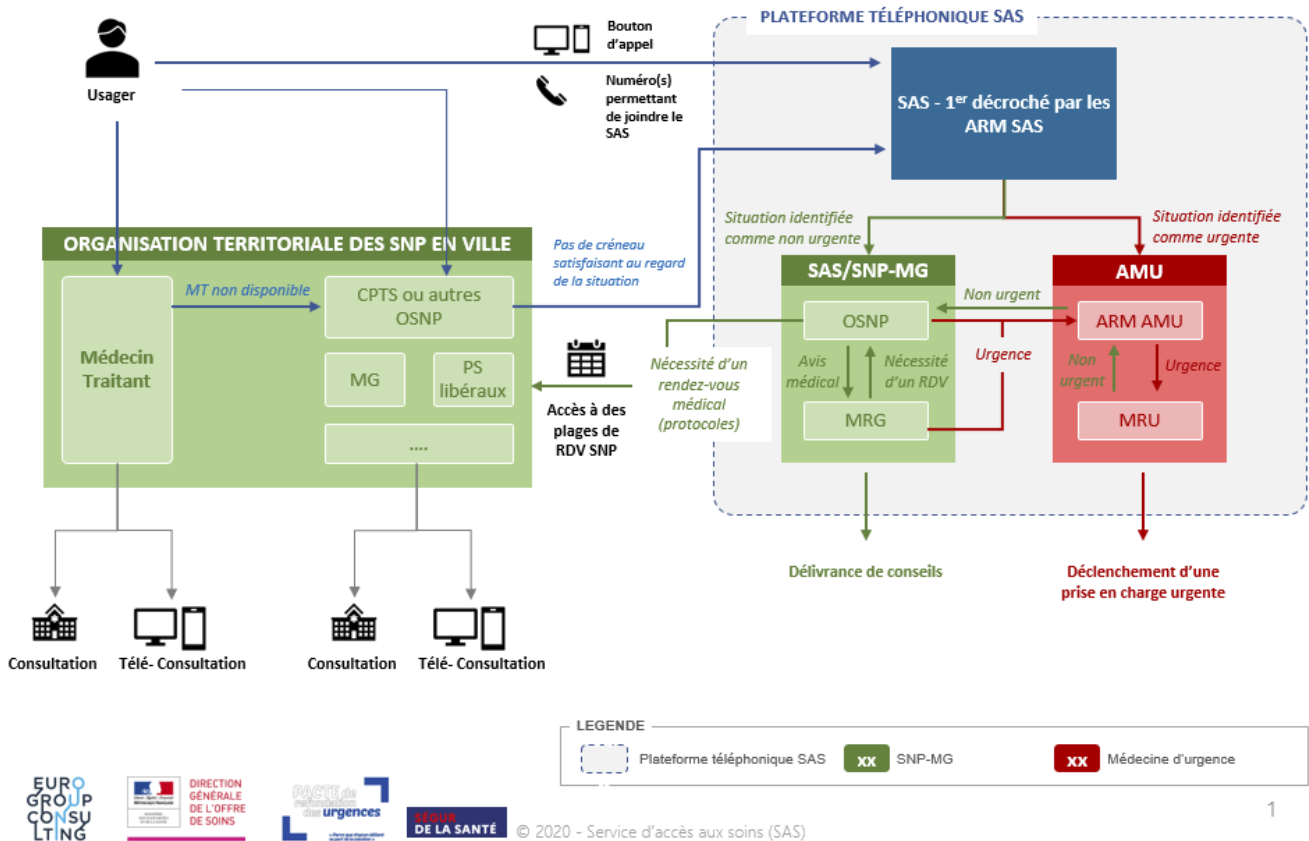 PLATEFORME TÉLÉPHONIQUE SAS
Usager
Bouton
d'appel
Numéro(s)
permettant
de joindre le
SAS
SAS - 1er décroché par les
ARM SAS
Situation identifiée
comme non urgente
Situation identifiée
comme urgente
ORGANISATION TERRITORIALE DES SNP EN VILLE
Médecin
Traitant
MT non disponible
CPTS ou autres
OSNP
MG
PS
libéraux
....
Pas de créneau
satisfaisant au regard
de la situation
Accès à des
plages de
RDV SNP
Nécessité d'un
rendez-vous
médical
(protocoles)
SAS/SNP-MG
OSNP
Avis
médical
Nécessité
d'un RDV
MRG
Non urgent
Urgence
AMU
ARM AMU
Non
urgent
Urgence
MRU
Délivrance de conseils
Déclenchement d'une
prise en charge urgente
Consultation
Télé- Consultation
Consultation
Télé- Consultation
LEGENDE
Plateforme téléphonique SAS
xx
SNP-MG
xx
Médecine d'urgence
EURO
GROUP
CONSU
LTING
DIRECTION
GÉNÉRALE
DE L'OFFRE
DE SOINS
PACTE de
refondation
des urgences
SÉGUR
DE LA SANTÉ
© 2020 - Service d'accès aux soins (SAS)
1